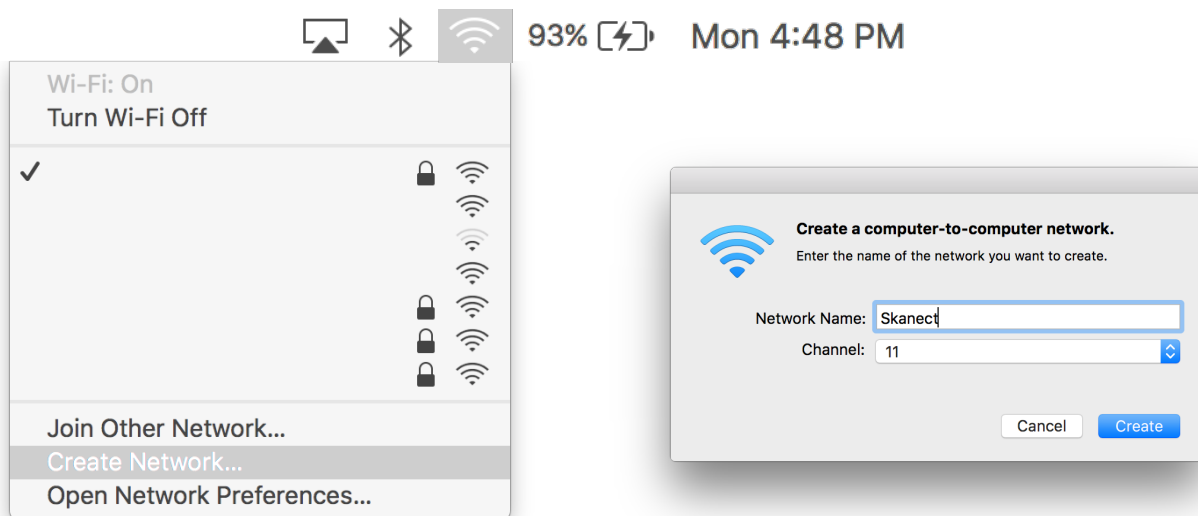 93% Mon 4:48 PM
Wi-Fi: On
Turn Wi-Fi Off
Join Other Network...
Create Network...
Open Network Preferences...
Create a computer-to-computer network.
Enter the name of the network you want to create.
Network Name: Skanect
Channel: 11
Cancel Create